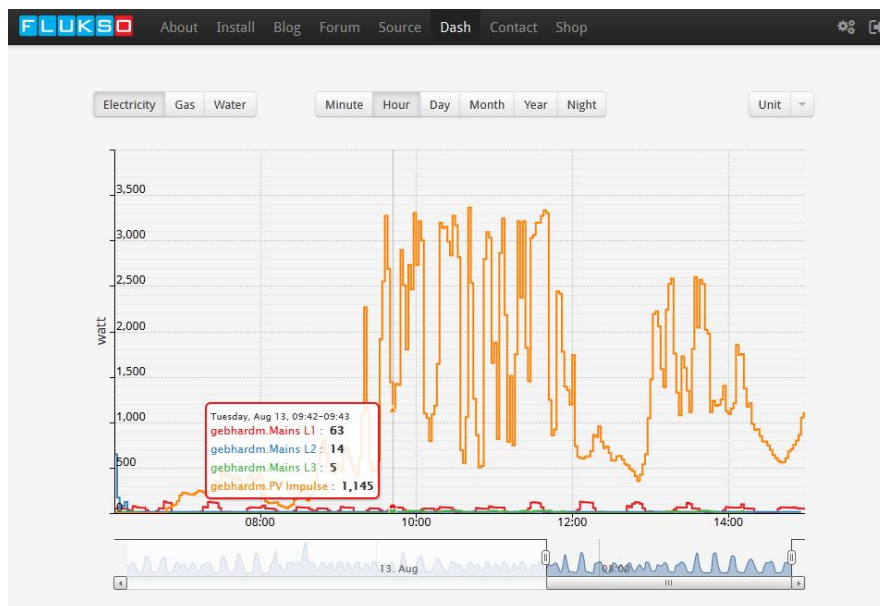 FLUKSO About Install Blog Forum Source Dash Contact Shop
Electricity Gas Water Minute Hour Day Month Year Night Unit
3,500
3,000
2,500
2,000
1,500
1,000
500
0
watt
Tuesday, Aug 13, 09:42-09:43
gebhardm.Mains L1 : 63
gebhardm.Mains L2 : 14
gebhardm.Mains L3 : 5
gebhardm.PV Impulse : 1,145
08:00 10:00 12:00 14:00
13. Aug 08:00